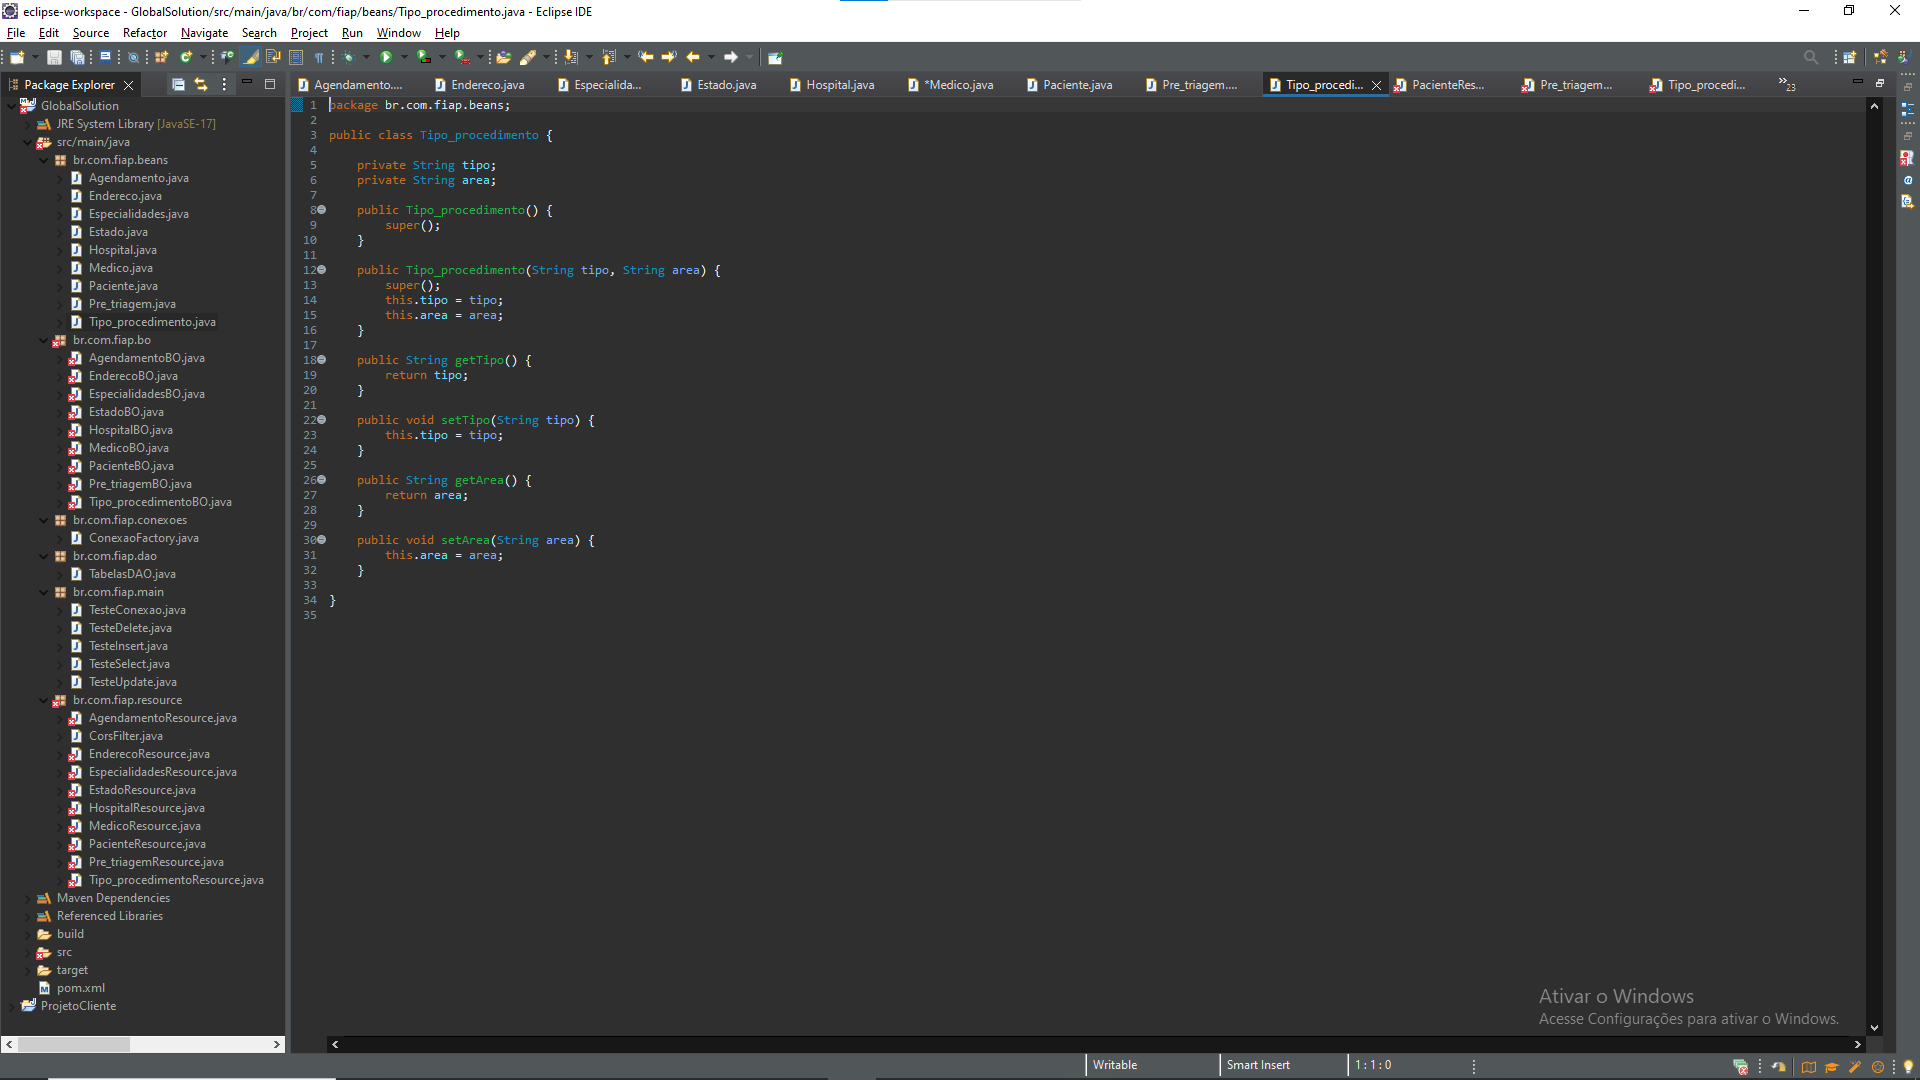 eclipse-workspace - GlobalSolution/src/main/java/br/com/fiap/beans/Tipo_procedimento.java - Eclipse IDE
File Edit Source Refactor Navigate Search Project Run Window Help
Package Explorer
Agendamento.... Endereco.java Especialida... Estado.java Hospital.java *Medico.java Paciente.java Pre_triagem.... Tipo_procedi... PacienteRes... Pre_triagem... Tipo_procedi... »23
GlobalSolution
JRE System Library [JavaSE-17]
src/main/java
br.com.fiap.beans
Agendamento.java
Endereco.java
Especialidades.java
Estado.java
Hospital.java
Medico.java
Paciente.java
Pre_triagem.java
Tipo_procedimento.java
br.com.fiap.bo
AgendamentoBO.java
EnderecoBO.java
EspecialidadesBO.java
EstadoBO.java
HospitalBO.java
MedicoBO.java
PacienteBO.java
Pre_triagemBO.java
Tipo_procedimentoBO.java
br.com.fiap.conexoes
ConexaoFactory.java
br.com.fiap.dao
TabelasDAO.java
br.com.fiap.main
TesteConexao.java
TesteDelete.java
TesteInsert.java
TesteSelect.java
TesteUpdate.java
br.com.fiap.resource
AgendamentoResource.java
CorsFilter.java
EnderecoResource.java
EspecialidadesResource.java
EstadoResource.java
HospitalResource.java
MedicoResource.java
PacienteResource.java
Pre_triagemResource.java
Tipo_procedimentoResource.java
Maven Dependencies
Referenced Libraries
build
src
target
pom.xml
ProjetoCliente
1 package br.com.fiap.beans;
2
3 public class Tipo_procedimento {
4
5 private String tipo;
6 private String area;
7
8 public Tipo_procedimento() {
9 super();
10 }
11
12 public Tipo_procedimento(String tipo, String area) {
13 super();
14 this.tipo = tipo;
15 this.area = area;
16 }
17
18 public String getTipo() {
19 return tipo;
20 }
21
22 public void setTipo(String tipo) {
23 this.tipo = tipo;
24 }
25
26 public String getArea() {
27 return area;
28 }
29
30 public void setArea(String area) {
31 this.area = area;
32 }
33
34 }
35
Ativar o Windows
Acesse Configurações para ativar o Windows.
Writable Smart Insert 1 : 1 : 0